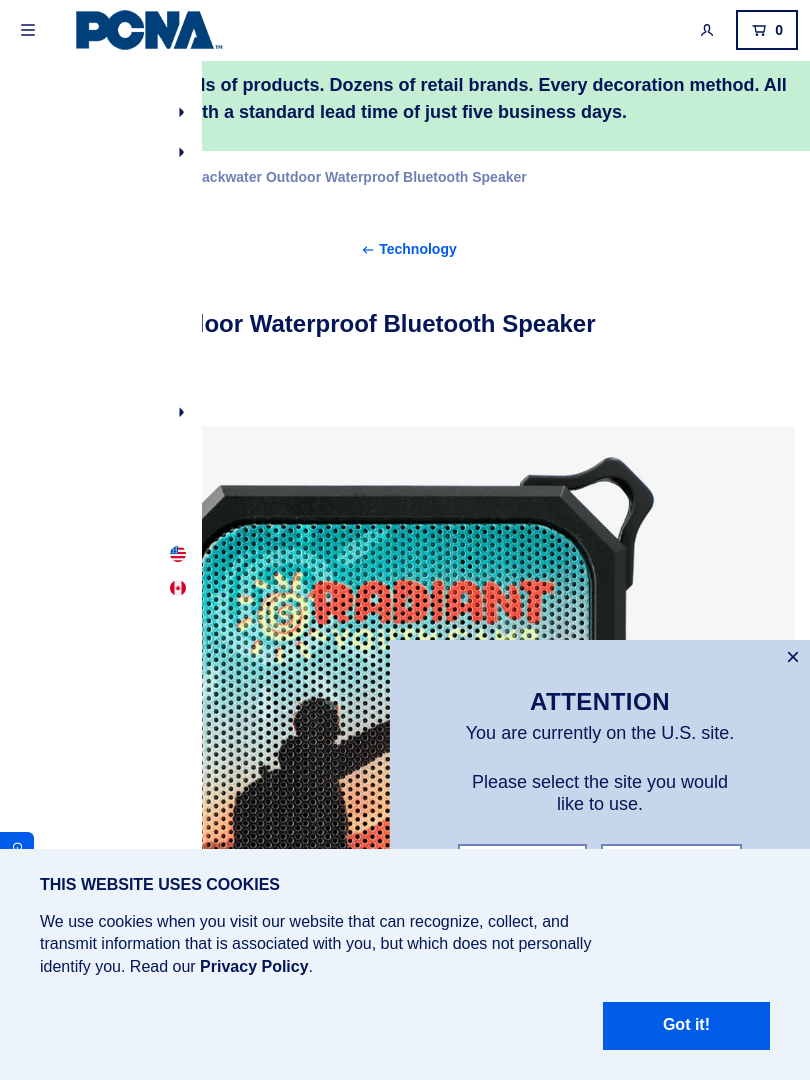 PCNA™
0
ls of products. Dozens of retail brands. Every decoration method. All
th a standard lead time of just five business days.
ackwater Outdoor Waterproof Bluetooth Speaker
← Technology
loor Waterproof Bluetooth Speaker
RADIANT
ATTENTION
You are currently on the U.S. site.
Please select the site you would
like to use.
THIS WEBSITE USES COOKIES
We use cookies when you visit our website that can recognize, collect, and
transmit information that is associated with you, but which does not personally
identify you. Read our Privacy Policy.
Got it!